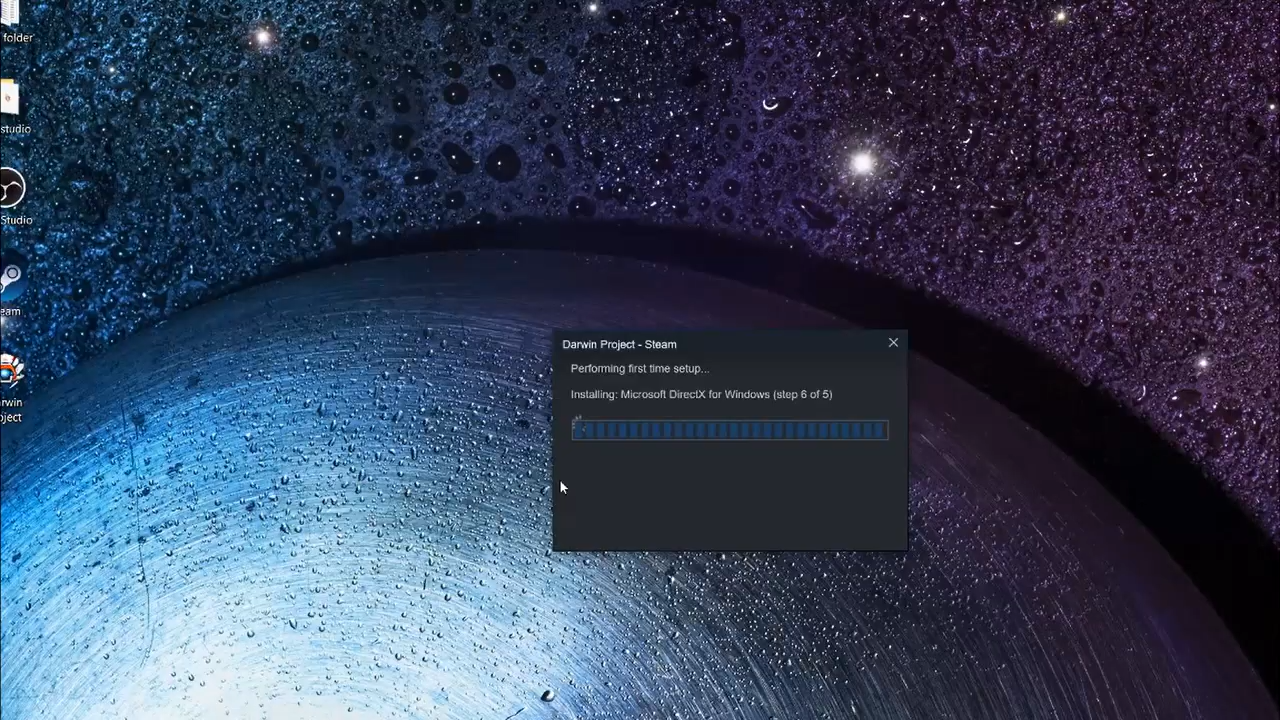 folder
studio
Studio
eam
rwin
oject
Darwin Project - Steam
Performing first time setup...
Installing: Microsoft DirectX for Windows (step 6 of 5)